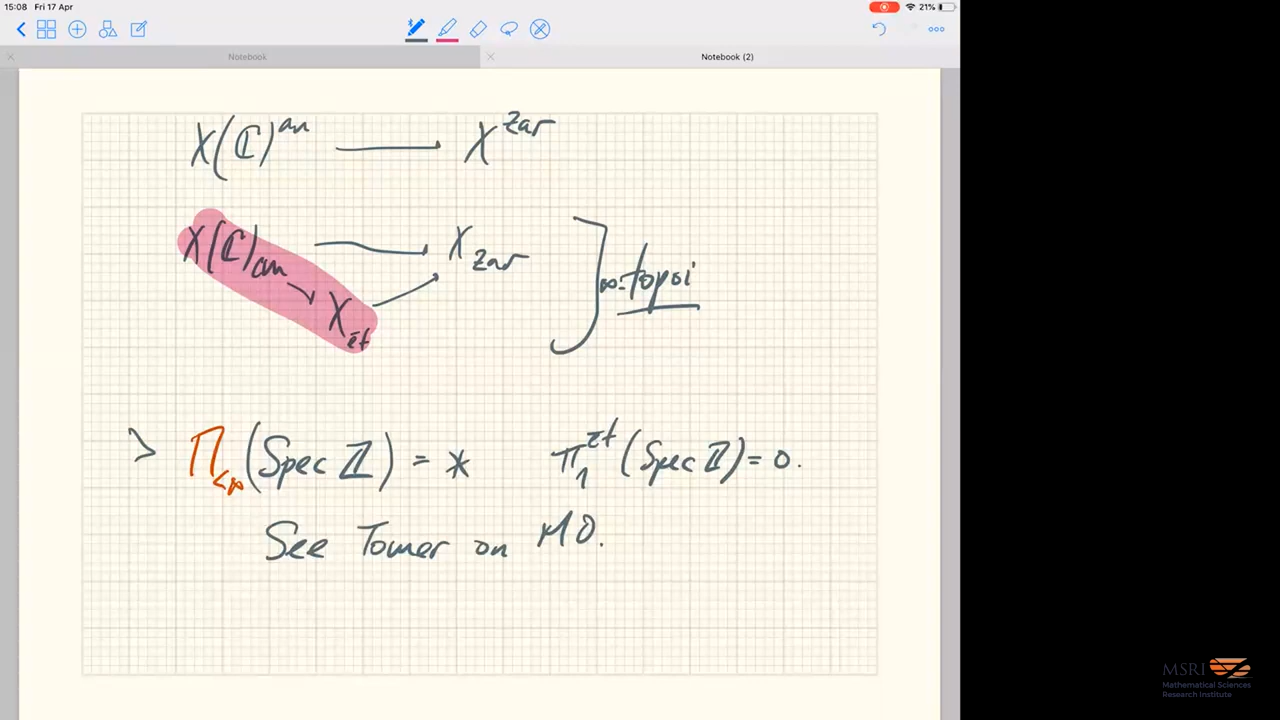 15:08 Fri 17 Apr 21%
Notebook Notebook (2)
X(ℂ)^an → X^zar
X(ℂ)_an → X_zar
→ X_ét
∞-topoi
> Π_<∞ (Spec ℤ) = * π_1^ét (Spec ℤ) = 0.
See Tomer on MO.
MSRI
Mathematical Sciences
Research Institute